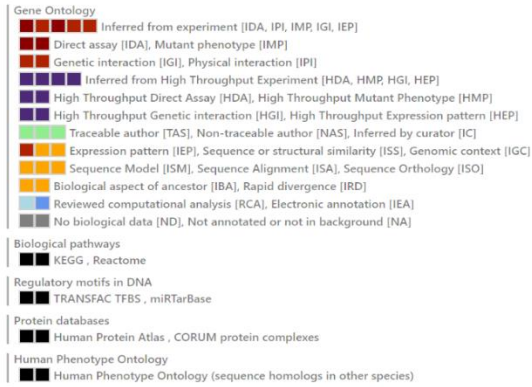 Gene Ontology
Inferred from experiment [IDA, IPI, IMP, IGI, IEP]
Direct assay [IDA], Mutant phenotype [IMP]
Genetic interaction [IGI], Physical interaction [IPI]
Inferred from High Throughput Experiment [HDA, HMP, HGI, HEP]
High Throughput Direct Assay [HDA], High Throughput Mutant Phenotype [HMP]
High Throughput Genetic interaction [HGI], High Throughput Expression pattern [HEP]
Traceable author [TAS], Non-traceable author [NAS], Inferred by curator [IC]
Expression pattern [IEP], Sequence or structural similarity [ISS], Genomic context [IGC]
Sequence Model [ISM], Sequence Alignment [ISA], Sequence Orthology [ISO]
Biological aspect of ancestor [IBA], Rapid divergence [IRD]
Reviewed computational analysis [RCA], Electronic annotation [IEA]
No biological data [ND], Not annotated or not in background [NA]
Biological pathways
KEGG , Reactome
Regulatory motifs in DNA
TRANSFAC TFBS , miRTarBase
Protein databases
Human Protein Atlas , CORUM protein complexes
Human Phenotype Ontology
Human Phenotype Ontology (sequence homologs in other species)